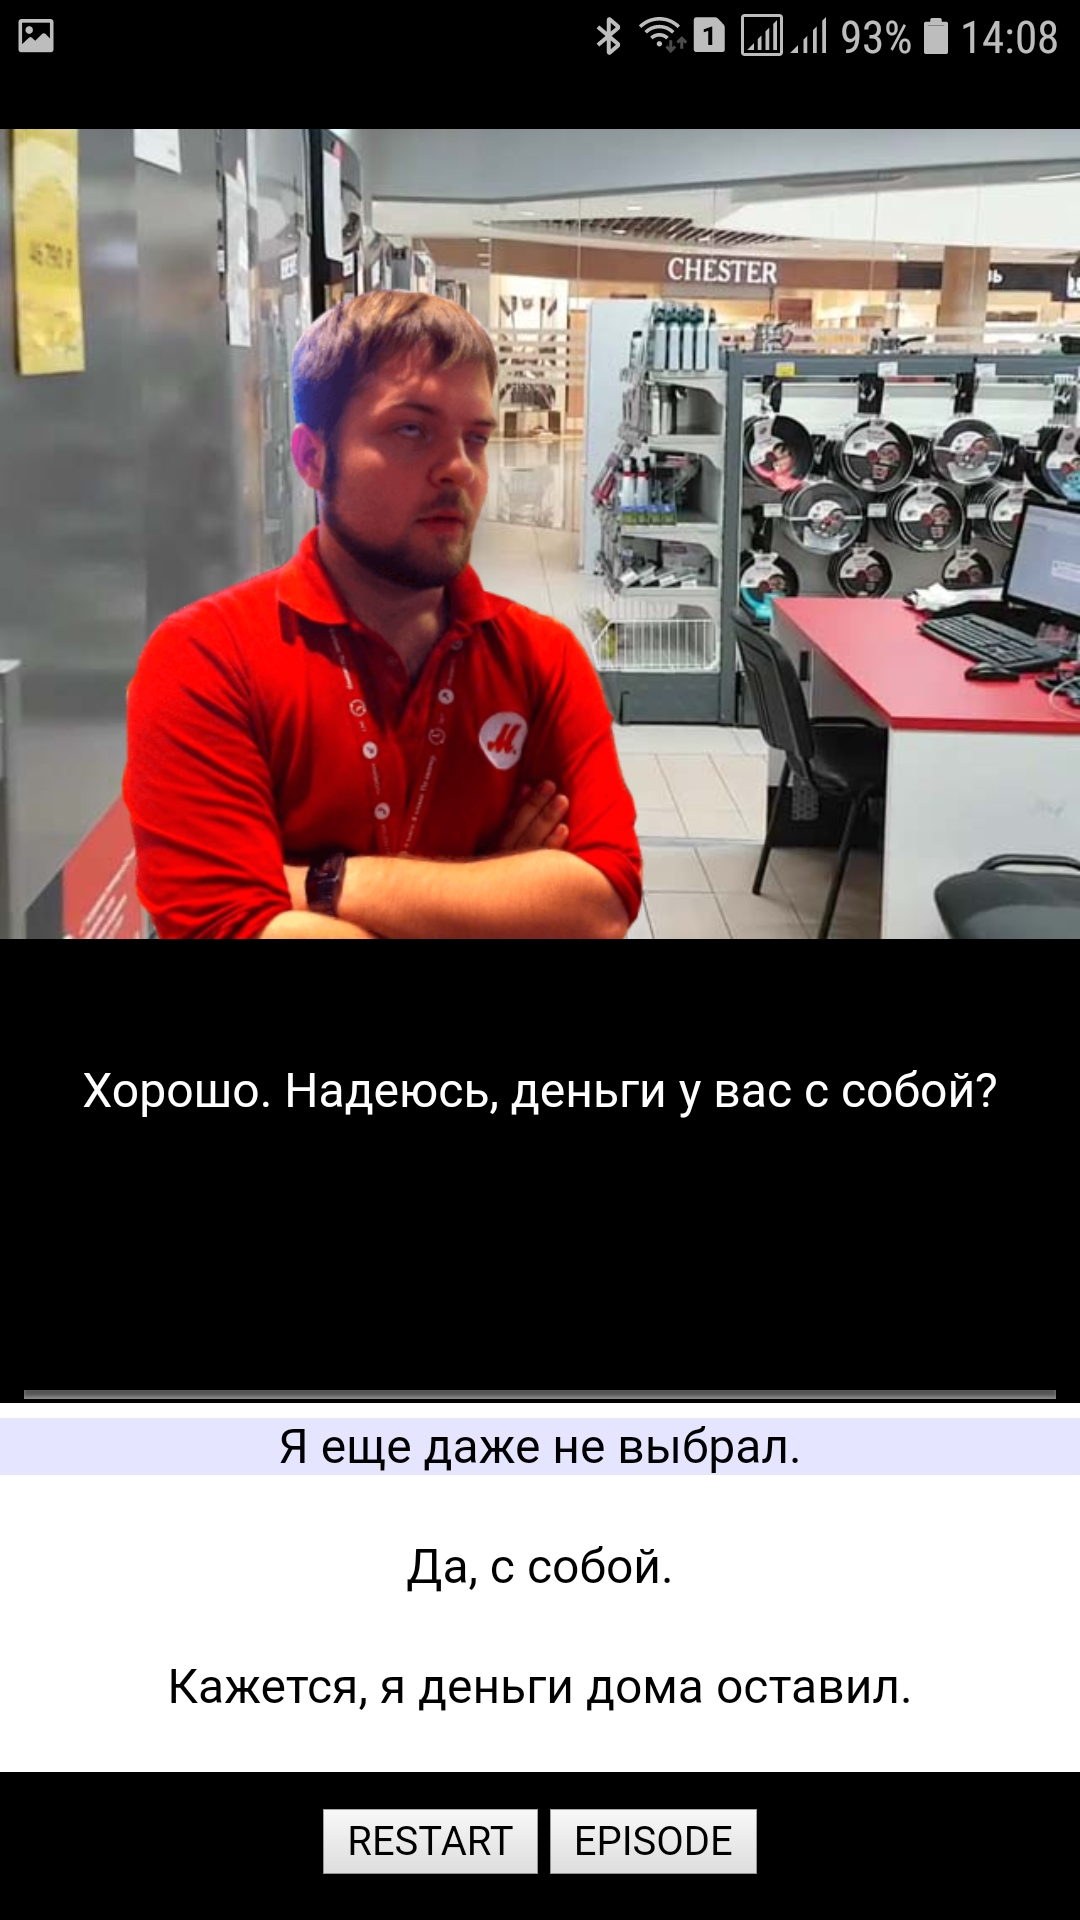 1 93% 14:08
CHESTER
Хорошо. Надеюсь, деньги у вас с собой?
Я еще даже не выбрал.
Да, с собой.
Кажется, я деньги дома оставил.
RESTART EPISODE